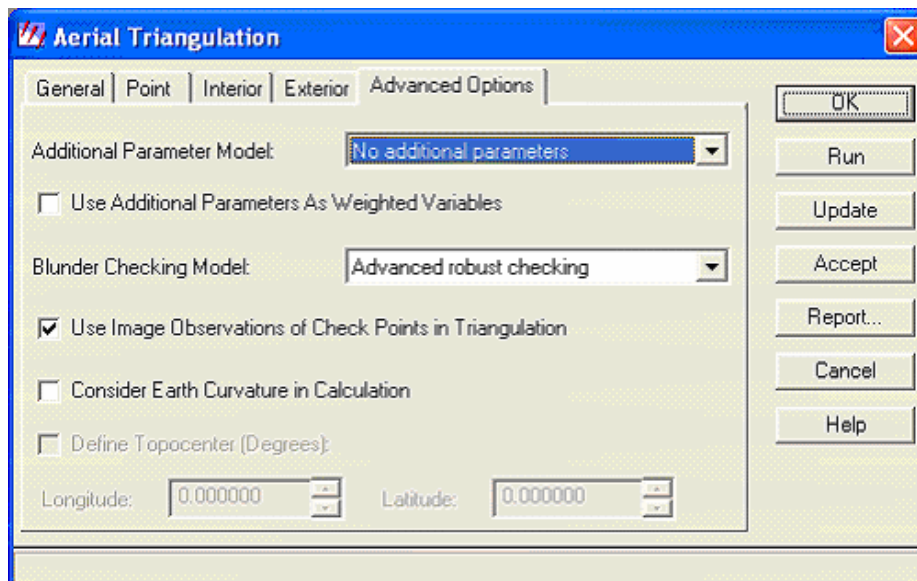 Aerial Triangulation
General Point Interior Exterior Advanced Options
OK
Additional Parameter Model: No additional parameters
Run
Use Additional Parameters As Weighted Variables
Update
Blunder Checking Model: Advanced robust checking
Accept
Use Image Observations of Check Points in Triangulation
Report...
Consider Earth Curvature in Calculation
Cancel
Define Topocenter (Degrees):
Help
Longitude: 0.000000 Latitude: 0.000000